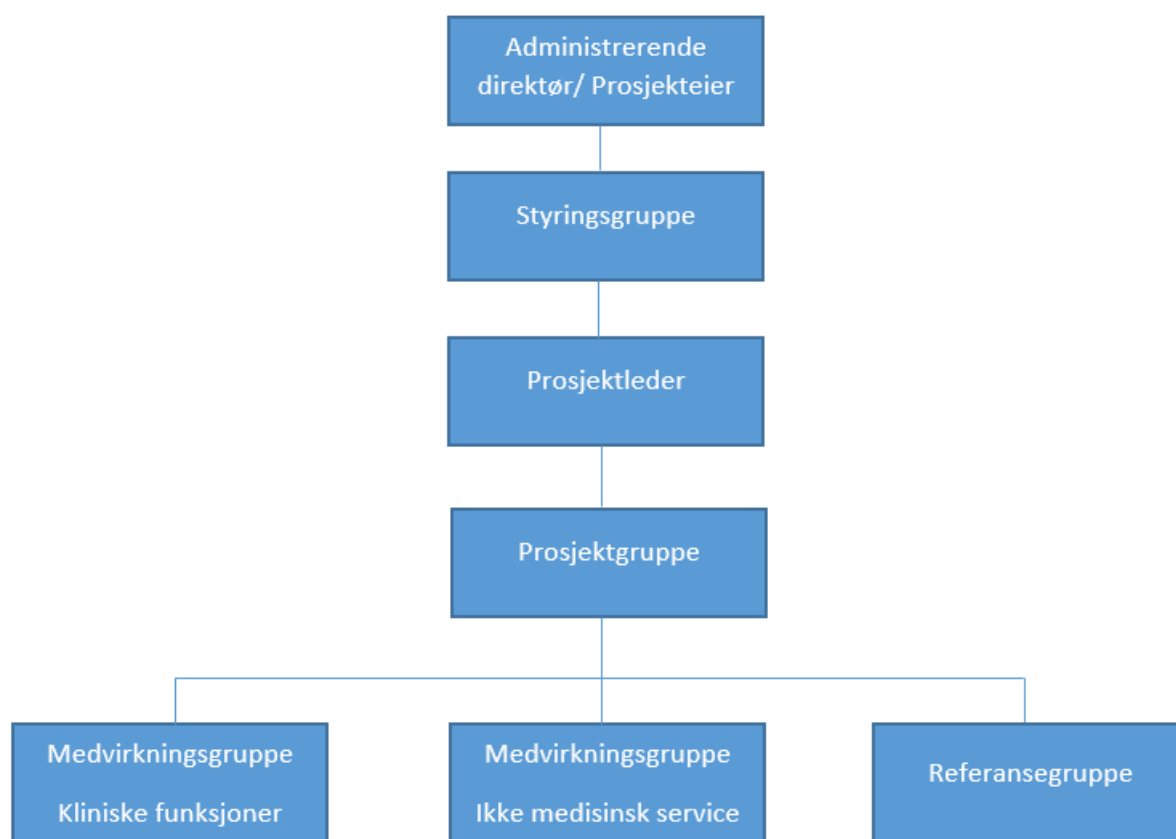 Administrerende
direktør/ Prosjekteier
Styringsgruppe
Prosjektleder
Prosjektgruppe
Medvirkningsgruppe
Kliniske funksjoner
Medvirkningsgruppe
Ikke medisinsk service
Referansegruppe